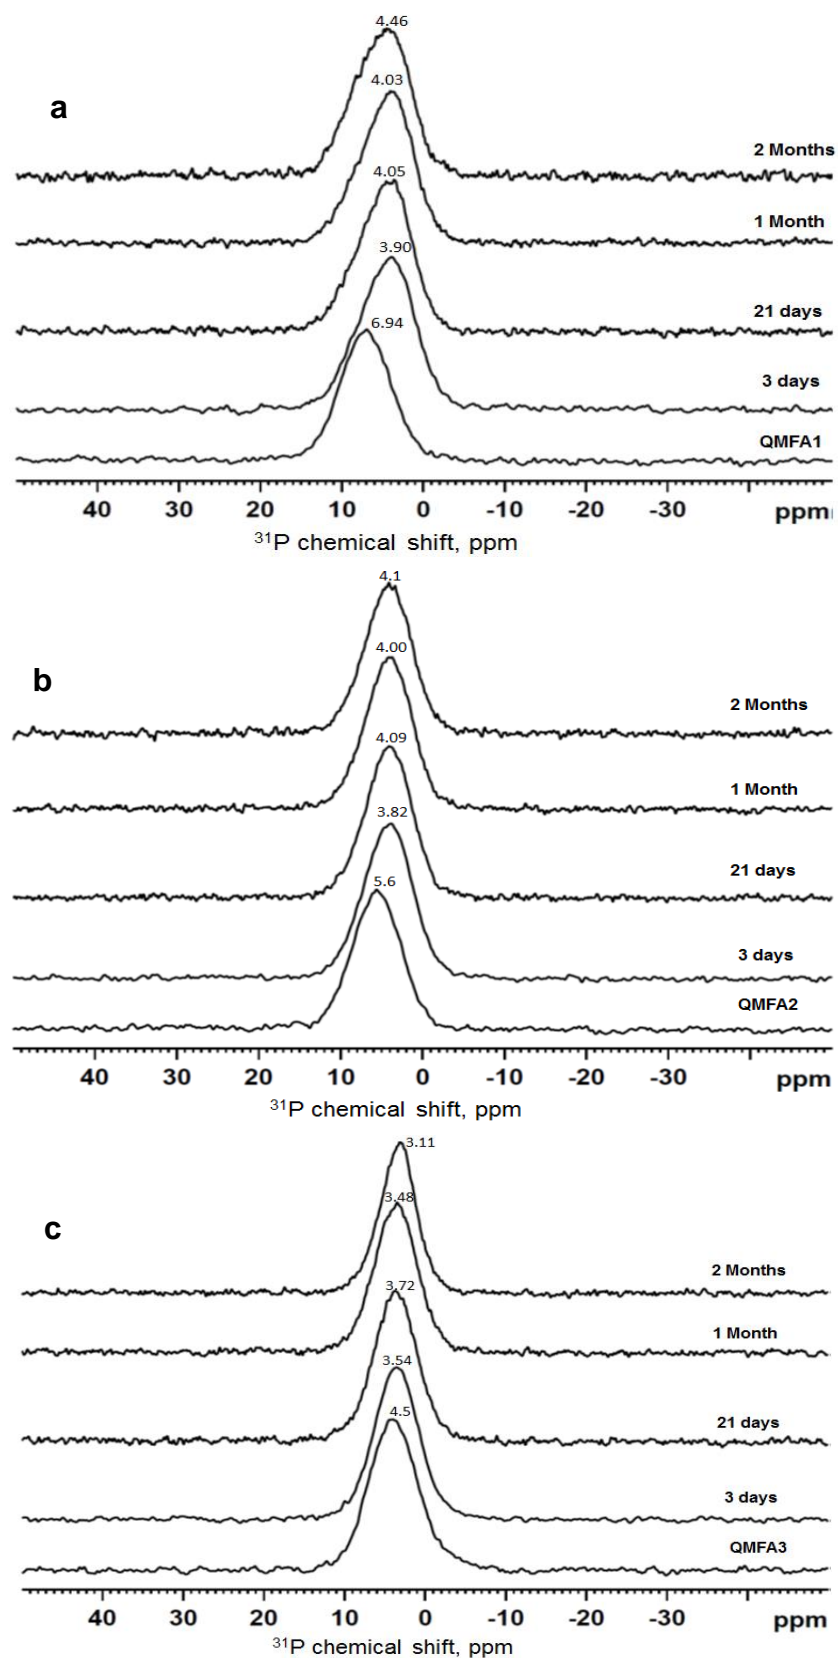 4.46
4.03
a
2 Months
4.05
1 Month
3.90
21 days
6.94
3 days
QMFA1
40 30 20 10 0 -10 -20 -30 ppm
31P chemical shift, ppm
4.1
4.00
b
2 Months
4.09
1 Month
3.82
21 days
5.6
3 days
QMFA2
40 30 20 10 0 -10 -20 -30 ppm
31P chemical shift, ppm
3.11
3.48
c
2 Months
3.72
1 Month
3.54
4.5
21 days
3 days
QMFA3
40 30 20 10 0 -10 -20 -30 ppm
31P chemical shift, ppm